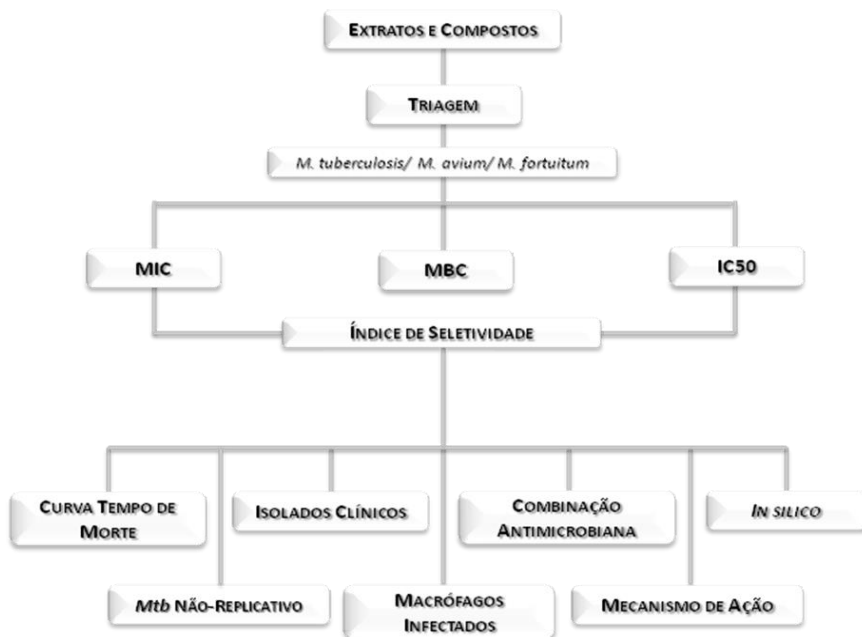 EXTRATOS E COMPOSTOS
TRIAGEM
M. tuberculosis/ M. avium/ M. fortuitum
MIC
MBC
IC50
ÍNDICE DE SELETIVIDADE
CURVA TEMPO DE
MORTE
ISOLADOS CLÍNICOS
COMBINAÇÃO
ANTIMICROBIANA
IN SILICO
Mtb NÃO-REPLICATIVO
MACRÓFAGOS
INFECTADOS
MECANISMO DE AÇÃO